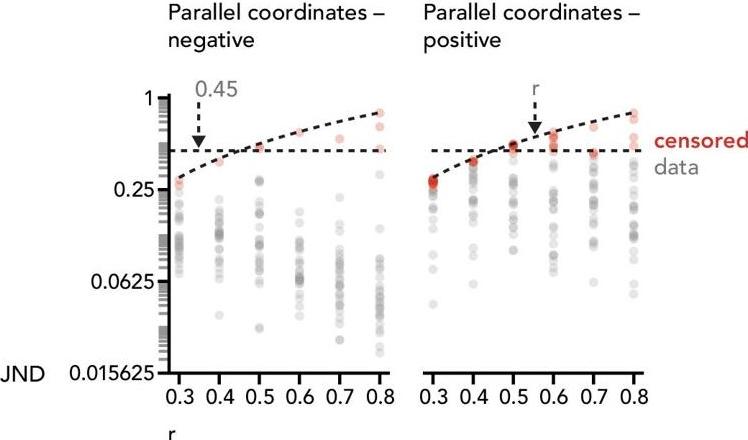 Parallel coordinates –
negative
Parallel coordinates –
positive
0.45
r
1
censored
data
0.25
0.0625
JND
0.015625
0.3 0.4 0.5 0.6 0.7 0.8
0.3 0.4 0.5 0.6 0.7 0.8
r